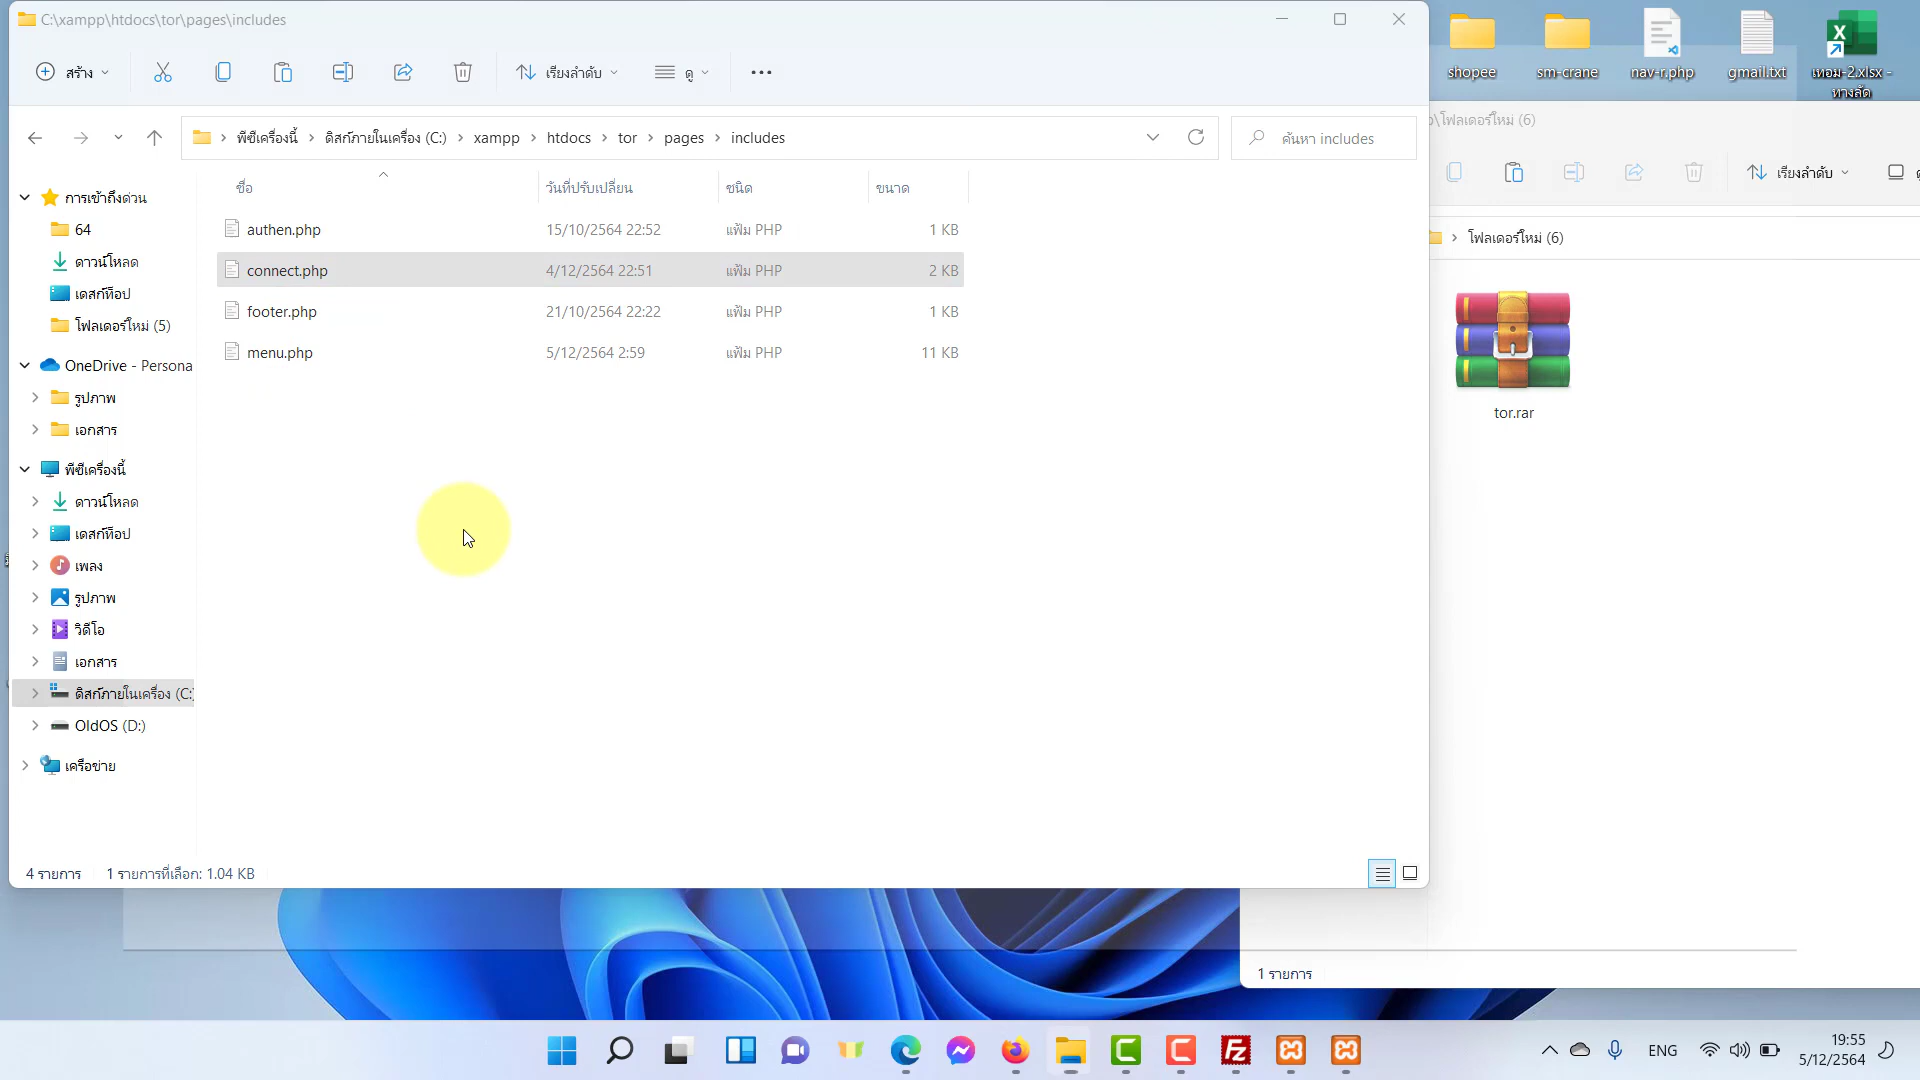 C:\xampp\htdocs\tor\pages\includes
สร้าง
เรียงลำดับ
ดู
พีซีเครื่องนี้
ดิสก์ภายในเครื่อง (C:)
xampp
htdocs
tor
pages
includes
ค้นหา includes
ชื่อ
วันที่ปรับเปลี่ยน
ชนิด
ขนาด
authen.php 15/10/2564 22:52 แฟ้ม PHP 1 KB
connect.php 4/12/2564 22:51 แฟ้ม PHP 2 KB
footer.php 21/10/2564 22:22 แฟ้ม PHP 1 KB
menu.php 5/12/2564 2:59 แฟ้ม PHP 11 KB
การเข้าถึงด่วน
64
ดาวน์โหลด
เดสก์ท็อป
โฟลเดอร์ใหม่ (5)
OneDrive - Persona
รูปภาพ
เอกสาร
พีซีเครื่องนี้
ดาวน์โหลด
เดสก์ท็อป
เพลง
รูปภาพ
วิดีโอ
เอกสาร
ดิสก์ภายในเครื่อง (C:)
OldOS (D:)
เครือข่าย
4 รายการ 1 รายการที่เลือก: 1.04 KB
shopee
sm-crane
nav-r.php
gmail.txt
เทอม-2.xlsx -
ทางลัด
\โฟลเดอร์ใหม่ (6)
เรียงลำดับ
โฟลเดอร์ใหม่ (6)
tor.rar
1 รายการ
ENG
19:55
5/12/2564